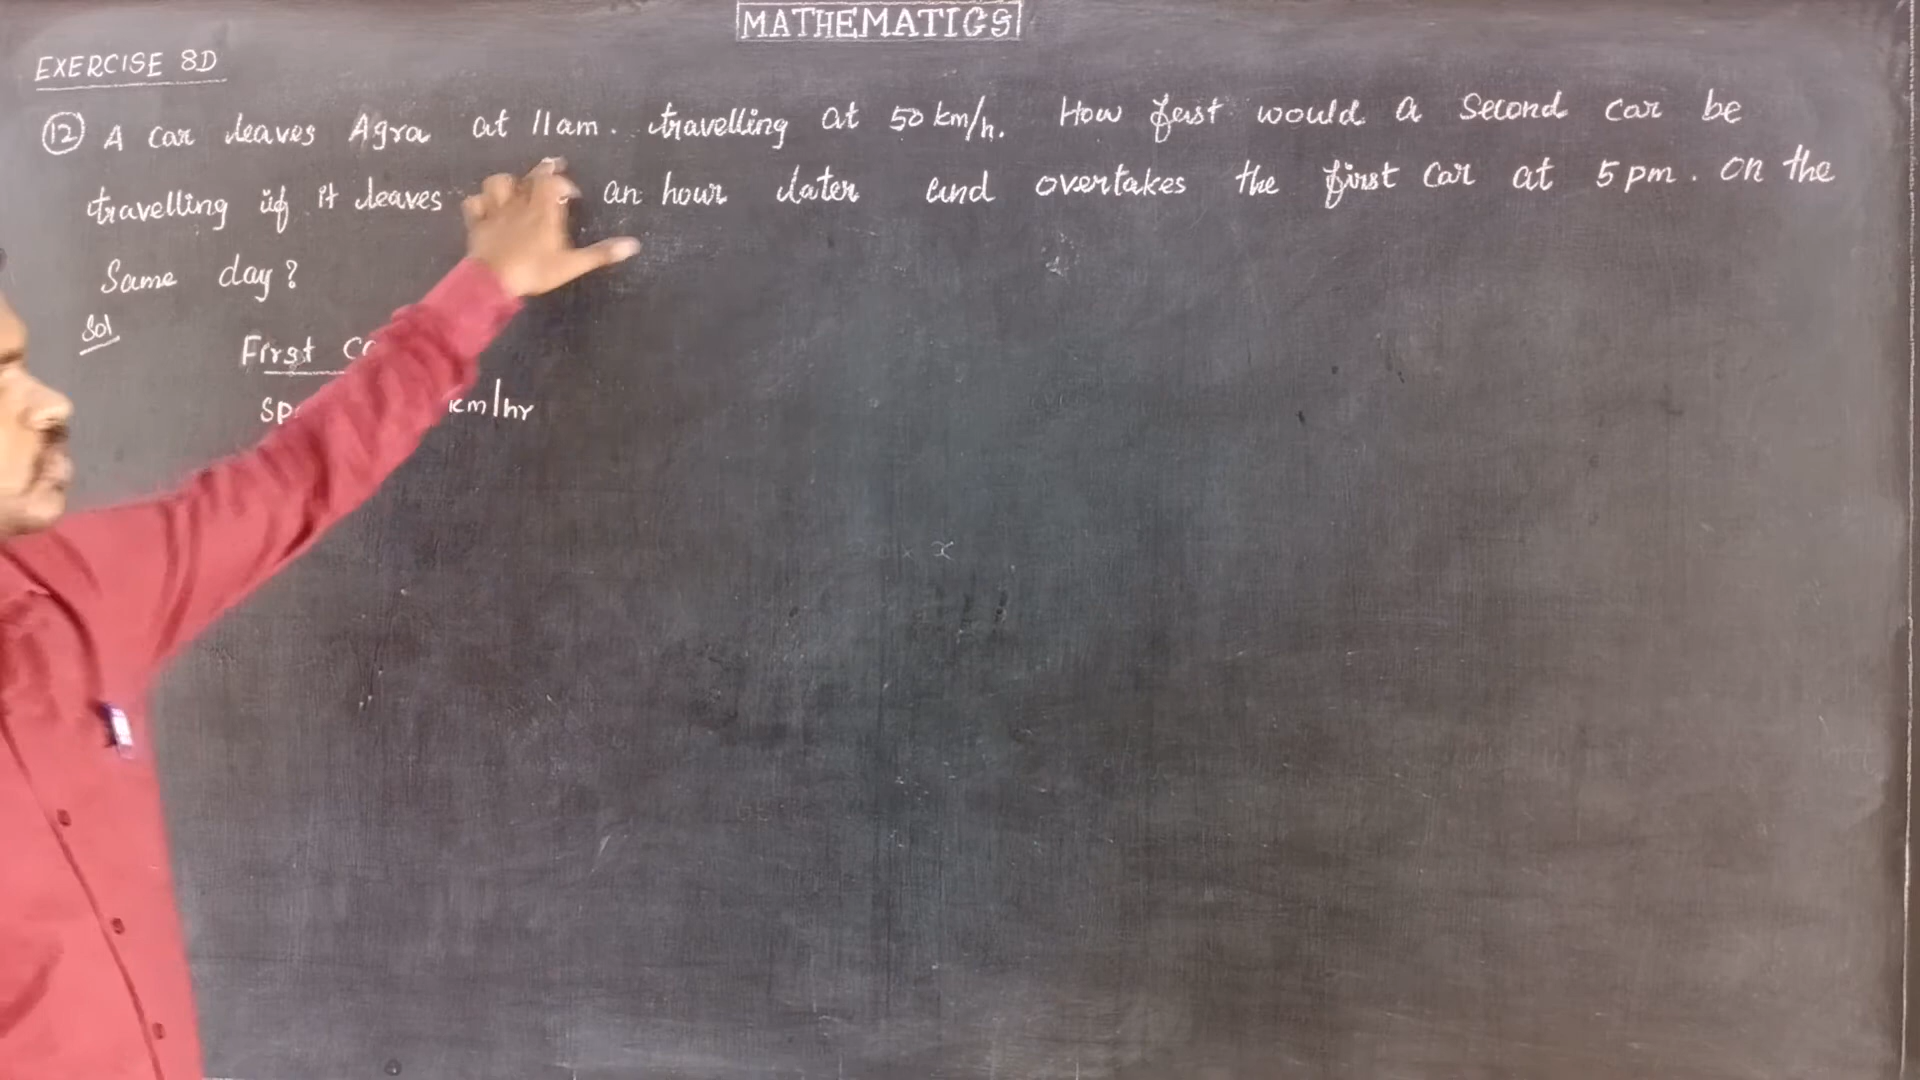 MATHEMATICS
EXERCISE 8D
12 A car leaves Agra at 11am. travelling at 50 km/h. How fast would a second car be
travelling if it leaves an hour later and overtakes the first car at 5 pm. on the
Same day?
Sol
First
km/hr
x